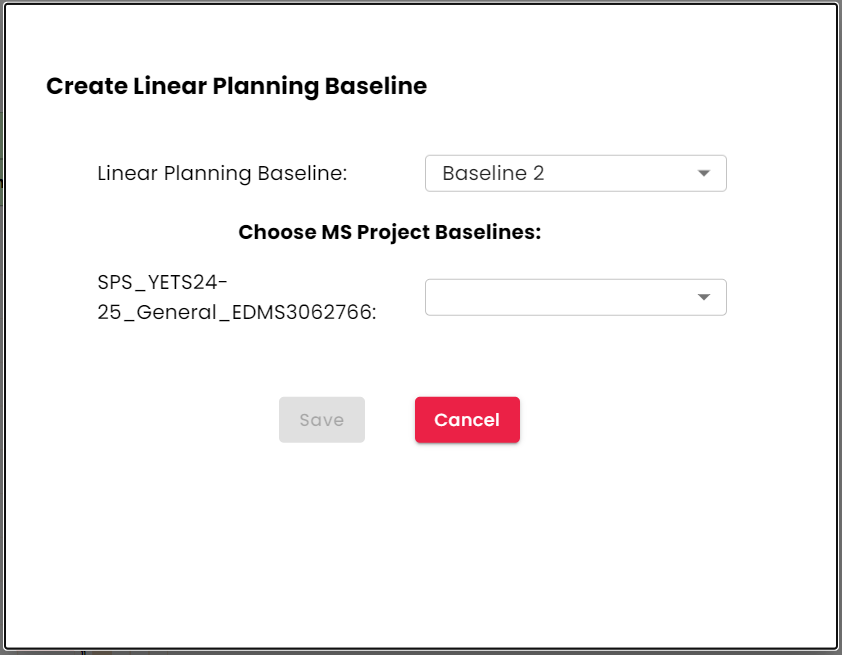 Create Linear Planning Baseline
Linear Planning Baseline:
Baseline 2
Choose MS Project Baselines:
SPS_YETS24-
25_General_EDMS3062766:
Save
Cancel